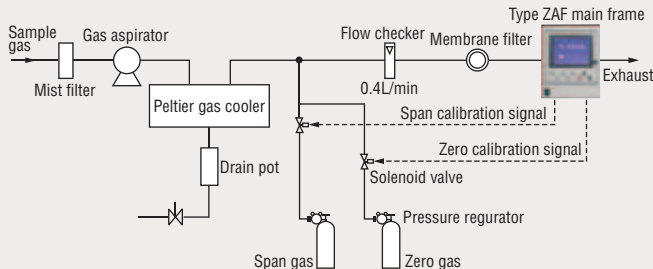 Type ZAF main frame
Sample
gas
Gas aspirator
Flow checker
Membrane filter
Mist filter
0.4L/min
Exhaust
Peltier gas cooler
Span calibration signal
Zero calibration signal
Drain pot
Solenoid valve
Pressure regurator
Span gas
Zero gas